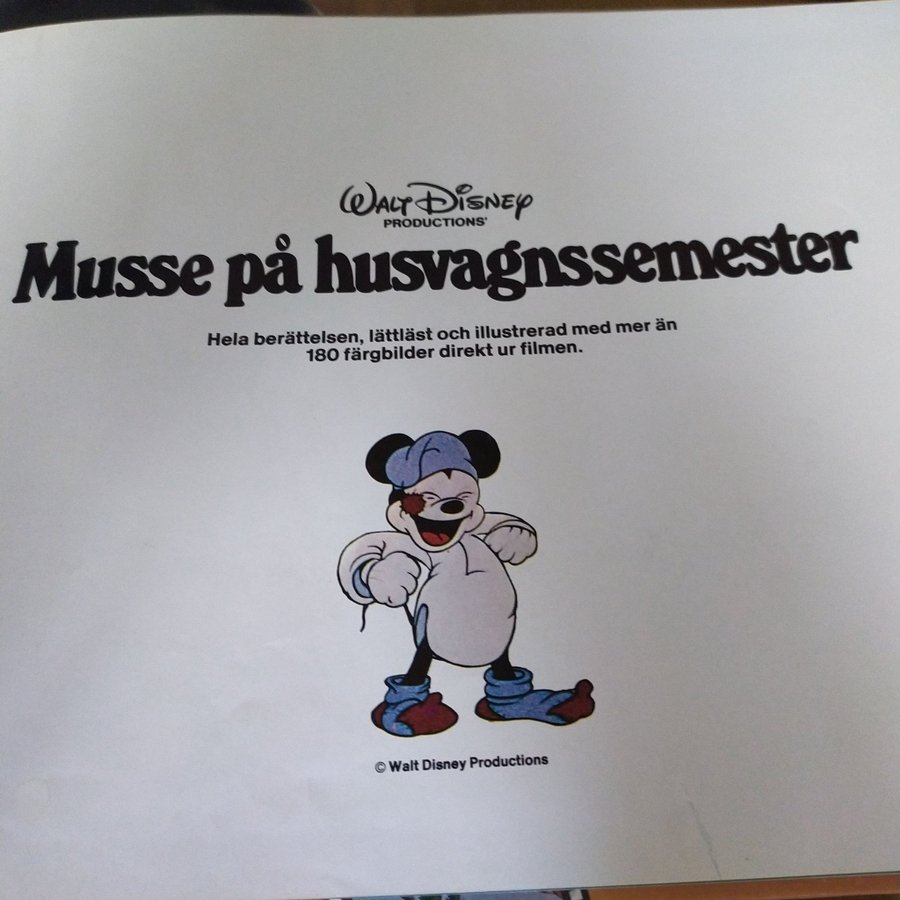 WALT DISNEY
PRODUCTIONS'
Musse på husvagnssemester
Hela berättelsen, lättläst och illustrerad med mer än
180 färgbilder direkt ur filmen.
© Walt Disney Productions